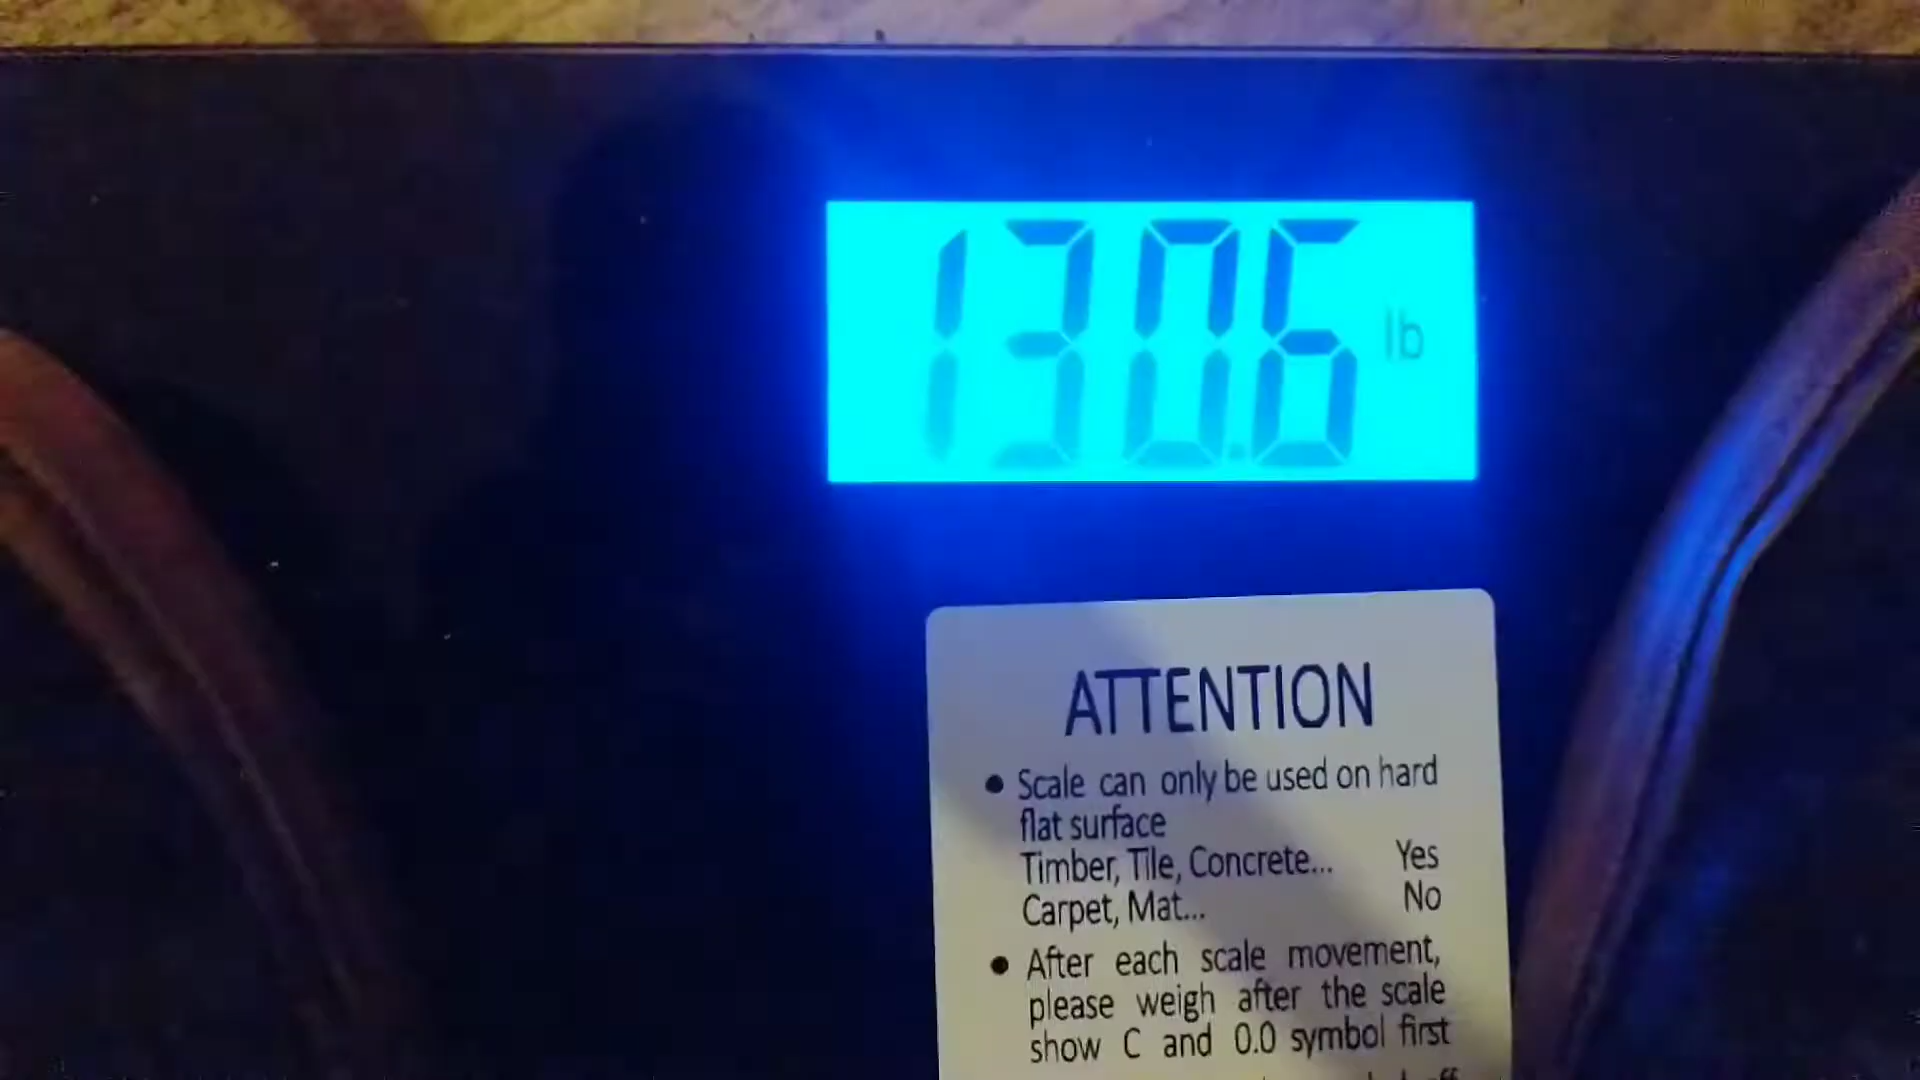 130.6 lb
ATTENTION
● Scale can only be used on hard
flat surface
Timber, Tile, Concrete... Yes
Carpet, Mat... No
● After each scale movement,
please weigh after the scale
show C and 0.0 symbol first